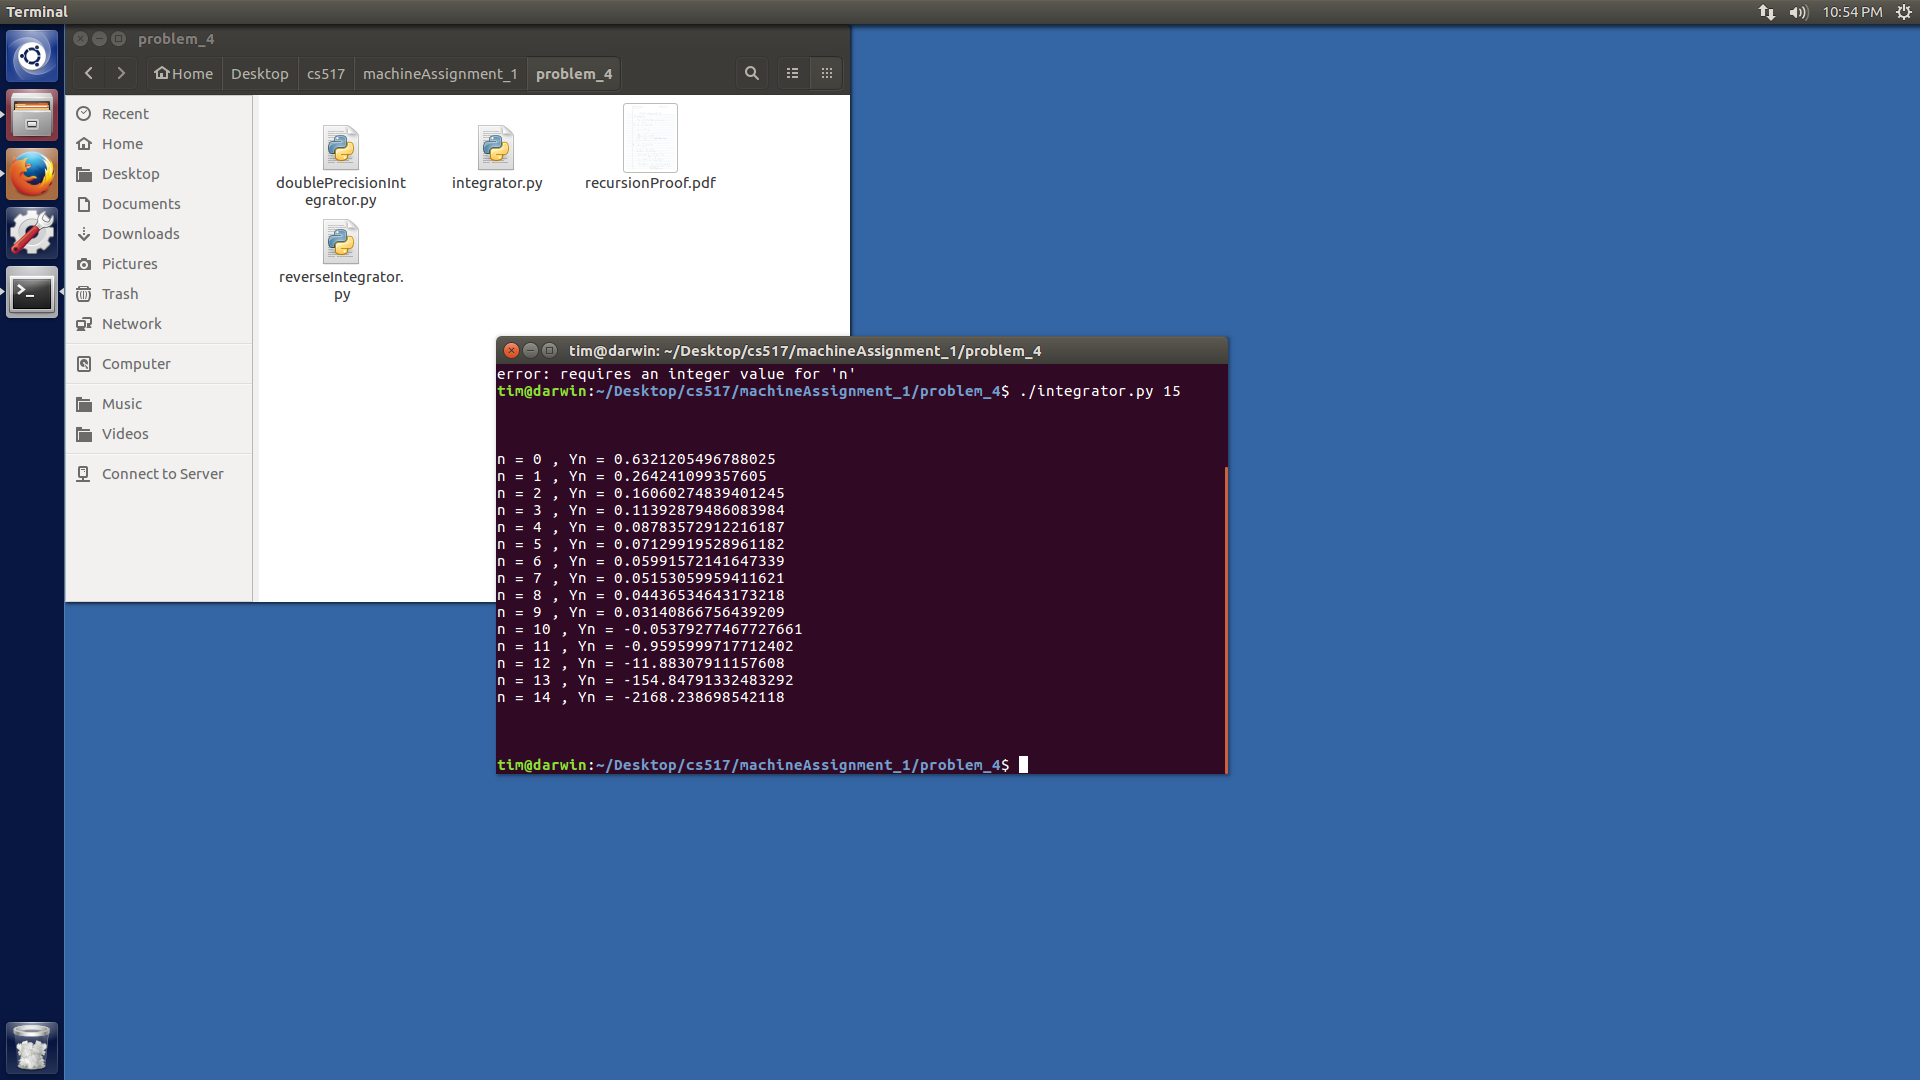 Terminal
10:54 PM
problem_4
Home Desktop cs517 machineAssignment_1 problem_4
Recent
Home
Desktop
Documents
Downloads
Pictures
Trash
Network
Computer
Music
Videos
Connect to Server
doublePrecisionInt
egrator.py
integrator.py
recursionProof.pdf
reverseIntegrator.
py
tim@darwin: ~/Desktop/cs517/machineAssignment_1/problem_4
error: requires an integer value for 'n'
tim@darwin:~/Desktop/cs517/machineAssignment_1/problem_4$ ./integrator.py 15
n = 0 , Yn = 0.6321205496788025
n = 1 , Yn = 0.264241099357605
n = 2 , Yn = 0.16060274839401245
n = 3 , Yn = 0.11392879486083984
n = 4 , Yn = 0.08783572912216187
n = 5 , Yn = 0.07129919528961182
n = 6 , Yn = 0.05991572141647339
n = 7 , Yn = 0.05153059959411621
n = 8 , Yn = 0.04436534643173218
n = 9 , Yn = 0.03140866756439209
n = 10 , Yn = -0.05379277467727661
n = 11 , Yn = -0.9595999717712402
n = 12 , Yn = -11.88307911157608
n = 13 , Yn = -154.84791332483292
n = 14 , Yn = -2168.238698542118
tim@darwin:~/Desktop/cs517/machineAssignment_1/problem_4$